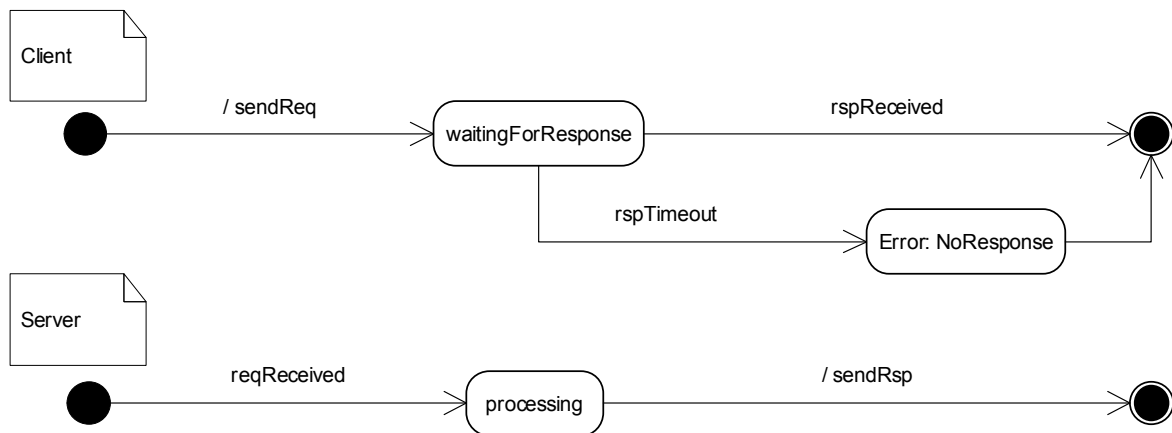 Client
/ sendReq
rspReceived
waitingForResponse
rspTimeout
Error: NoResponse
Server
reqReceived
/ sendRsp
processing